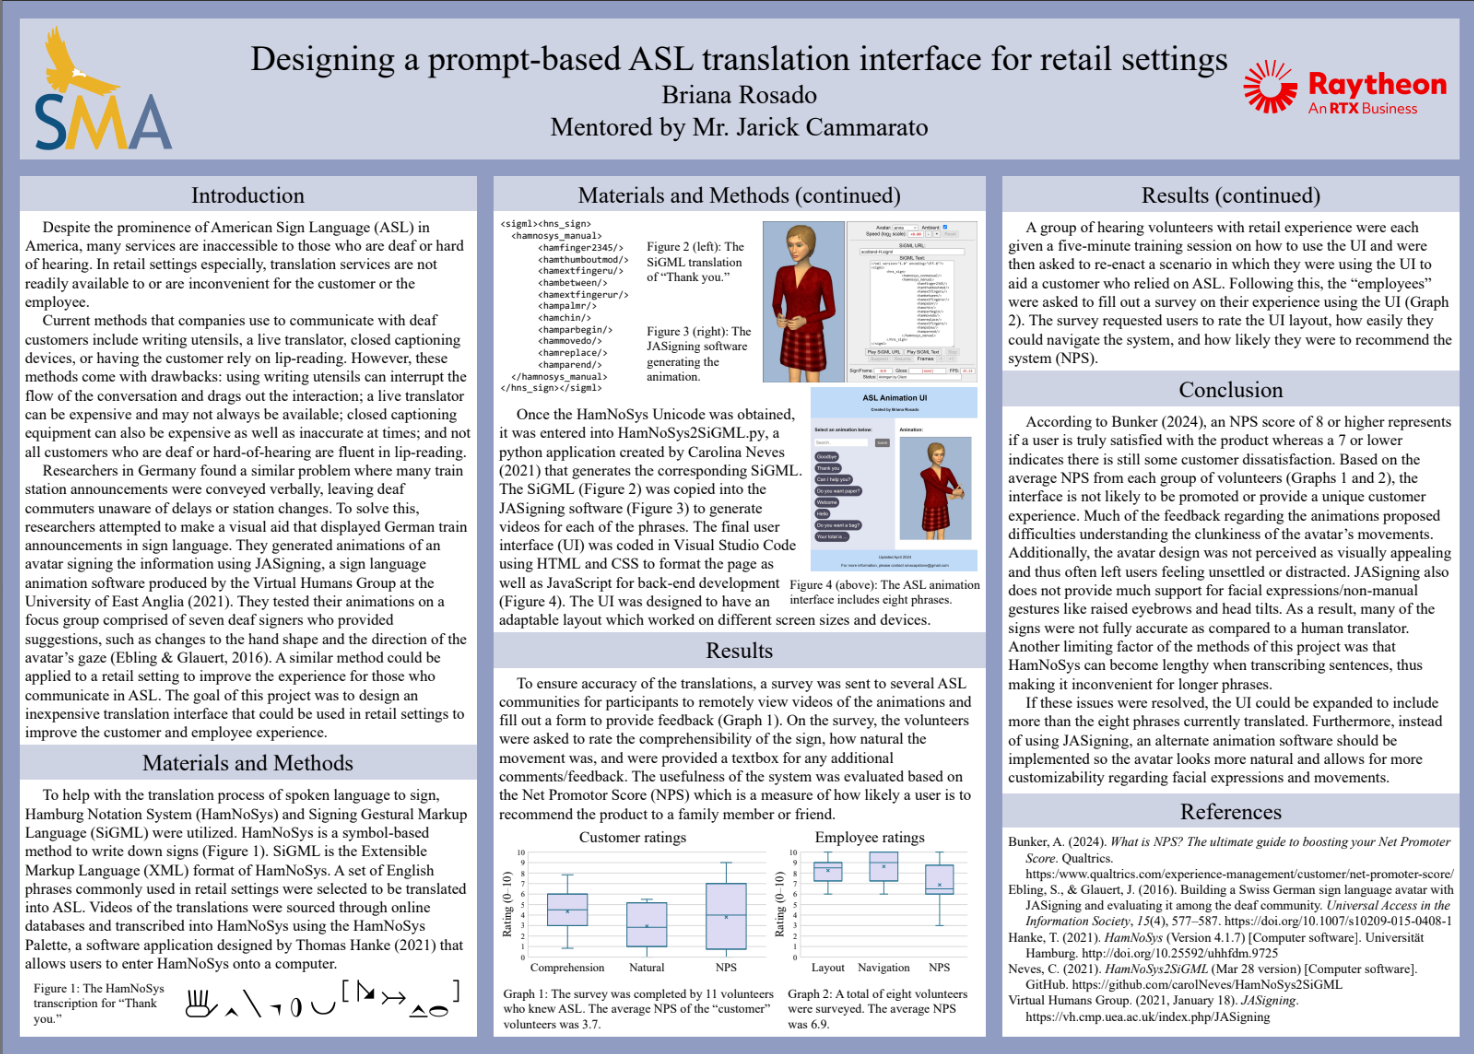 SMA
Designing a prompt-based ASL translation interface for retail settings
Briana Rosado
Mentored by Mr. Jarick Cammarato
Raytheon
An RTX Business
Introduction
Despite the prominence of American Sign Language (ASL) in
America, many services are inaccessible to those who are deaf or hard
of hearing. In retail settings especially, translation services are not
readily available to or are inconvenient for the customer or the
employee.
Current methods that companies use to communicate with deaf
customers include writing utensils, a live translator, closed captioning
devices, or having the customer rely on lip-reading. However, these
methods come with drawbacks: using writing utensils can interrupt the
flow of the conversation and drags out the interaction; a live translator
can be expensive and may not always be available; closed captioning
equipment can also be expensive as well as inaccurate at times; and not
all customers who are deaf or hard-of-hearing are fluent in lip-reading.
Researchers in Germany found a similar problem where many train
station announcements were conveyed verbally, leaving deaf
commuters unaware of delays or station changes. To solve this,
researchers attempted to make a visual aid that displayed German train
announcements in sign language. They generated animations of an
avatar signing the information using JASigning, a sign language
animation software produced by the Virtual Humans Group at the
University of East Anglia (2021). They tested their animations on a
focus group comprised of seven deaf signers who provided
suggestions, such as changes to the hand shape and the direction of the
avatar's gaze (Ebling & Glauert, 2016). A similar method could be
applied to a retail setting to improve the experience for those who
communicate in ASL. The goal of this project was to design an
inexpensive translation interface that could be used in retail settings to
improve the customer and employee experience.
Materials and Methods
To help with the translation process of spoken language to sign,
Hamburg Notation System (HamNoSys) and Signing Gestural Markup
Language (SiGML) were utilized. HamNoSys is a symbol-based
method to write down signs (Figure 1). SiGML is the Extensible
Markup Language (XML) format of HamNoSys. A set of English
phrases commonly used in retail settings were selected to be translated
into ASL. Videos of the translations were sourced through online
databases and transcribed into HamNoSys using the HamNoSys
Palette, a software application designed by Thomas Hanke (2021) that
allows users to enter HamNoSys onto a computer.
Figure 1: The HamNoSys
transcription for "Thank
you."
Materials and Methods (continued)
<sigml><hns_sign>
<hamnosys_manual>
<hamfinger2345/>
<hamthumboutmod/>
<hamextfingeru/>
<hambetween/>
<hamextfingerur/>
<hampalmr/>
<hamchin/>
<hamparbegin/>
<hammovedo/>
<hamreplace/>
<hamparend/>
</hamnosys_manual>
</hns_sign></sigml>
Figure 2 (left): The
SiGML translation
of "Thank you."
Figure 3 (right): The
JASigning software
generating the
animation.
SiGML URL:
SiGML Text:
Play SiGML URL Play SiGML Text
Once the HamNoSys Unicode was obtained,
it was entered into HamNoSys2SiGML.py, a
python application created by Carolina Neves
(2021) that generates the corresponding SiGML.
The SiGML (Figure 2) was copied into the
JASigning software (Figure 3) to generate
videos for each of the phrases. The final user
interface (UI) was coded in Visual Studio Code
using HTML and CSS to format the page as
well as JavaScript for back-end development
(Figure 4). The UI was designed to have an
adaptable layout which worked on different screen sizes and devices.
ASL Animation UI
Created by Briana Rosado
Select an animation below:
Animation:
Goodbye
Thank you
Can I help you?
Do you want paper?
Welcome
Hello
Do you want a bag?
Your total is ...
Updated April 2024
Figure 4 (above): The ASL animation
interface includes eight phrases.
Results
To ensure accuracy of the translations, a survey was sent to several ASL
communities for participants to remotely view videos of the animations and
fill out a form to provide feedback (Graph 1). On the survey, the volunteers
were asked to rate the comprehensibility of the sign, how natural the
movement was, and were provided a textbox for any additional
comments/feedback. The usefulness of the system was evaluated based on
the Net Promotor Score (NPS) which is a measure of how likely a user is to
recommend the product to a family member or friend.
Customer ratings
Rating (0–10)
10
9
8
7
6
5
4
3
2
1
0
Comprehension Natural NPS
Graph 1: The survey was completed by 11 volunteers
who knew ASL. The average NPS of the "customer"
volunteers was 3.7.
Employee ratings
Rating (0–10)
10
9
8
7
6
5
4
3
2
1
0
Layout Navigation NPS
Graph 2: A total of eight volunteers
were surveyed. The average NPS
was 6.9.
Results (continued)
A group of hearing volunteers with retail experience were each
given a five-minute training session on how to use the UI and were
then asked to re-enact a scenario in which they were using the UI to
aid a customer who relied on ASL. Following this, the "employees"
were asked to fill out a survey on their experience using the UI (Graph
2). The survey requested users to rate the UI layout, how easily they
could navigate the system, and how likely they were to recommend the
system (NPS).
Conclusion
According to Bunker (2024), an NPS score of 8 or higher represents
if a user is truly satisfied with the product whereas a 7 or lower
indicates there is still some customer dissatisfaction. Based on the
average NPS from each group of volunteers (Graphs 1 and 2), the
interface is not likely to be promoted or provide a unique customer
experience. Much of the feedback regarding the animations proposed
difficulties understanding the clunkiness of the avatar's movements.
Additionally, the avatar design was not perceived as visually appealing
and thus often left users feeling unsettled or distracted. JASigning also
does not provide much support for facial expressions/non-manual
gestures like raised eyebrows and head tilts. As a result, many of the
signs were not fully accurate as compared to a human translator.
Another limiting factor of the methods of this project was that
HamNoSys can become lengthy when transcribing sentences, thus
making it inconvenient for longer phrases.
If these issues were resolved, the UI could be expanded to include
more than the eight phrases currently translated. Furthermore, instead
of using JASigning, an alternate animation software should be
implemented so the avatar looks more natural and allows for more
customizability regarding facial expressions and movements.
References
Bunker, A. (2024). What is NPS? The ultimate guide to boosting your Net Promoter
Score. Qualtrics.
https:/www.qualtrics.com/experience-management/customer/net-promoter-score/
Ebling, S., & Glauert, J. (2016). Building a Swiss German sign language avatar with
JASigning and evaluating it among the deaf community. Universal Access in the
Information Society, 15(4), 577–587. https://doi.org/10.1007/s10209-015-0408-1
Hanke, T. (2021). HamNoSys (Version 4.1.7) [Computer software]. Universität
Hamburg. http://doi.org/10.25592/uhhfdm.9725
Neves, C. (2021). HamNoSys2SiGML (Mar 28 version) [Computer software].
GitHub. https://github.com/carolNeves/HamNoSys2SiGML
Virtual Humans Group. (2021, January 18). JASigning.
https://vh.cmp.uea.ac.uk/index.php/JASigning